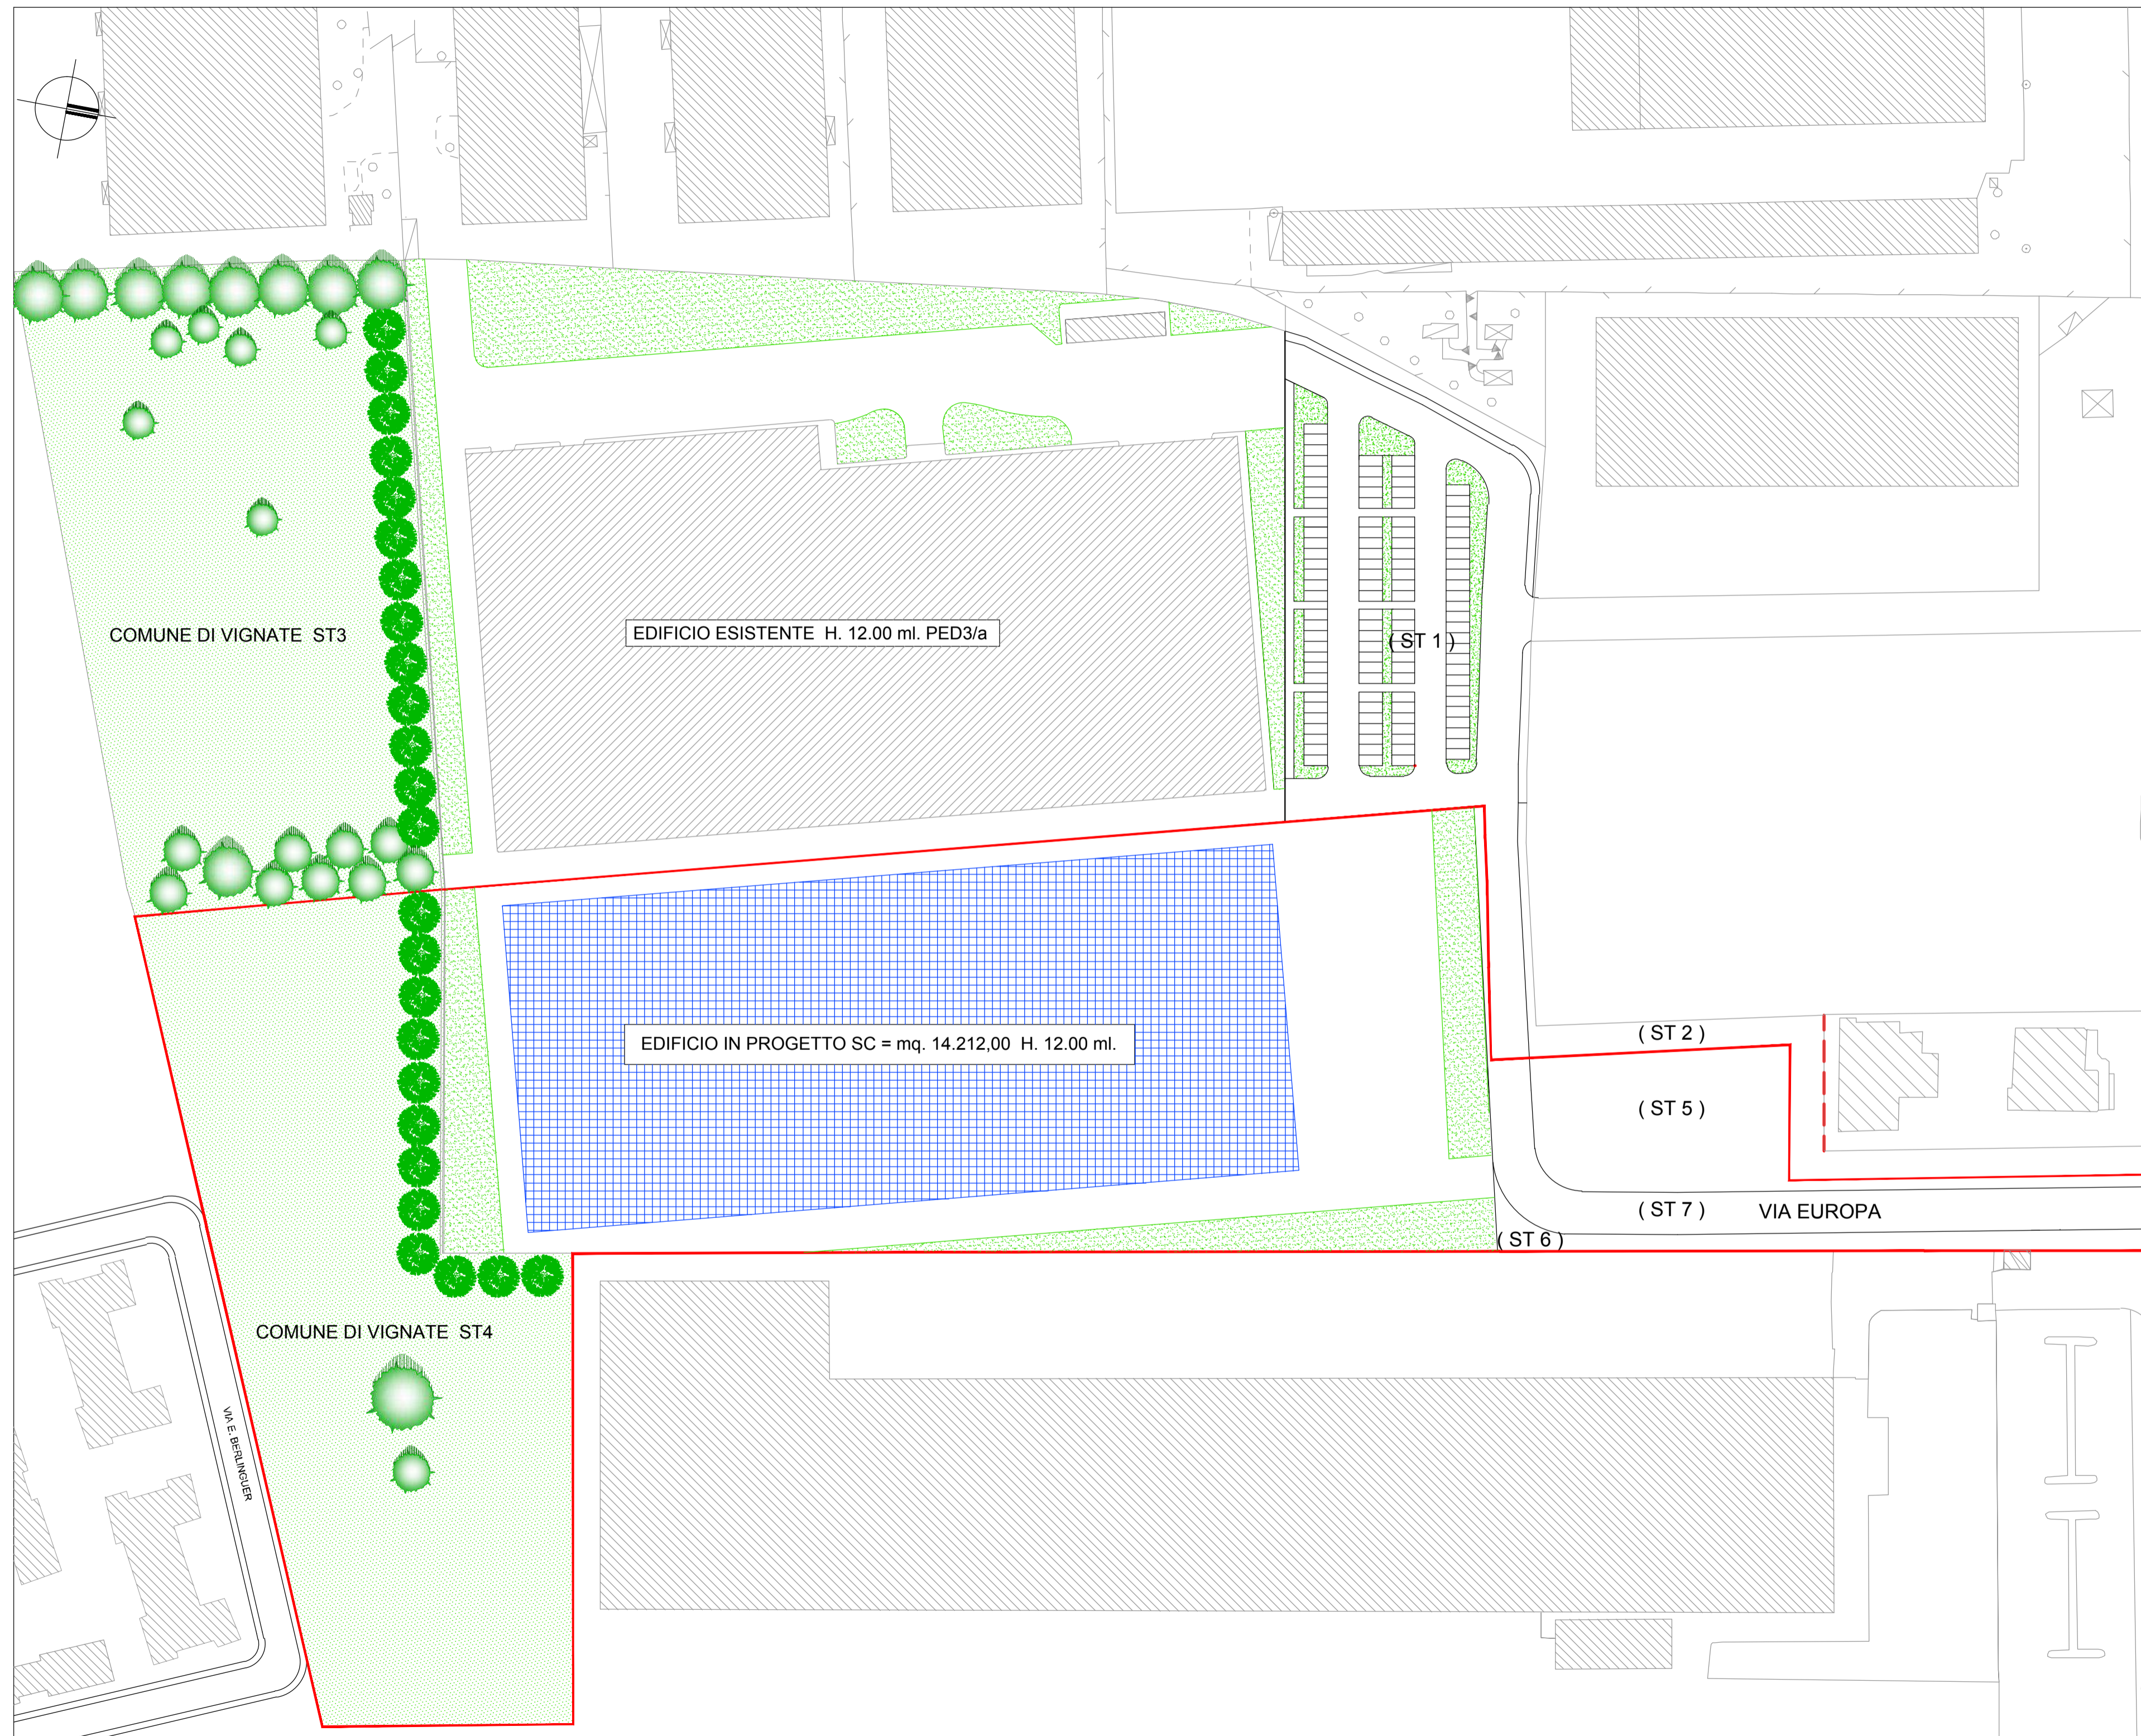 COMUNE DI VIGNATE  ST3
EDIFICIO ESISTENTE  H. 12.00 ml. PED3/a
( ST 1 )
EDIFICIO IN PROGETTO SC = mq. 14.212,00  H. 12.00 ml.
( ST 2 )
( ST 5 )
( ST 7 )
VIA EUROPA
( ST 6 )
COMUNE DI VIGNATE  ST4
VIA E. BERLINGUER